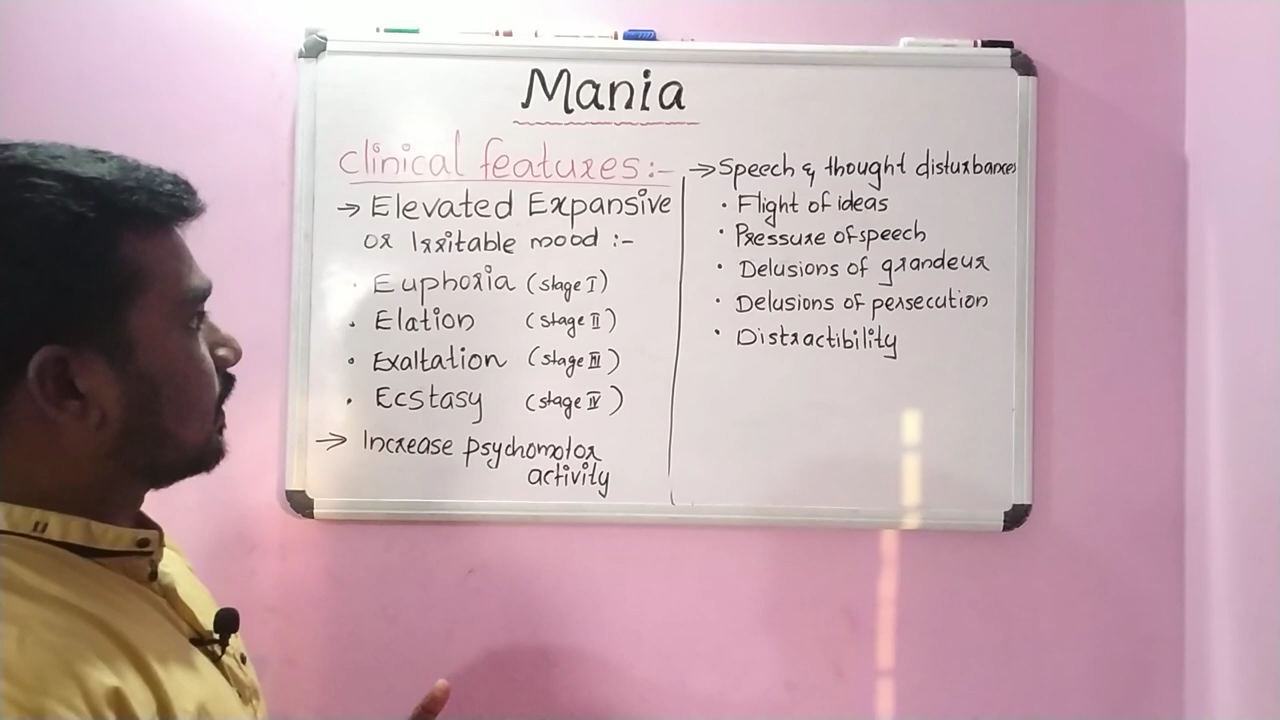 Mania
Clinical features:-
→ Elevated Expansive
or Irritable mood :-
· Euphoria (stage I)
· Elation (stage II)
· Exaltation (stage III)
· Ecstasy (stage IV)
→ Increase psychomotor
activity
→ Speech & thought disturbances
· Flight of ideas
· Pressure of speech
· Delusions of grandeur
· Delusions of persecution
· Distractibility